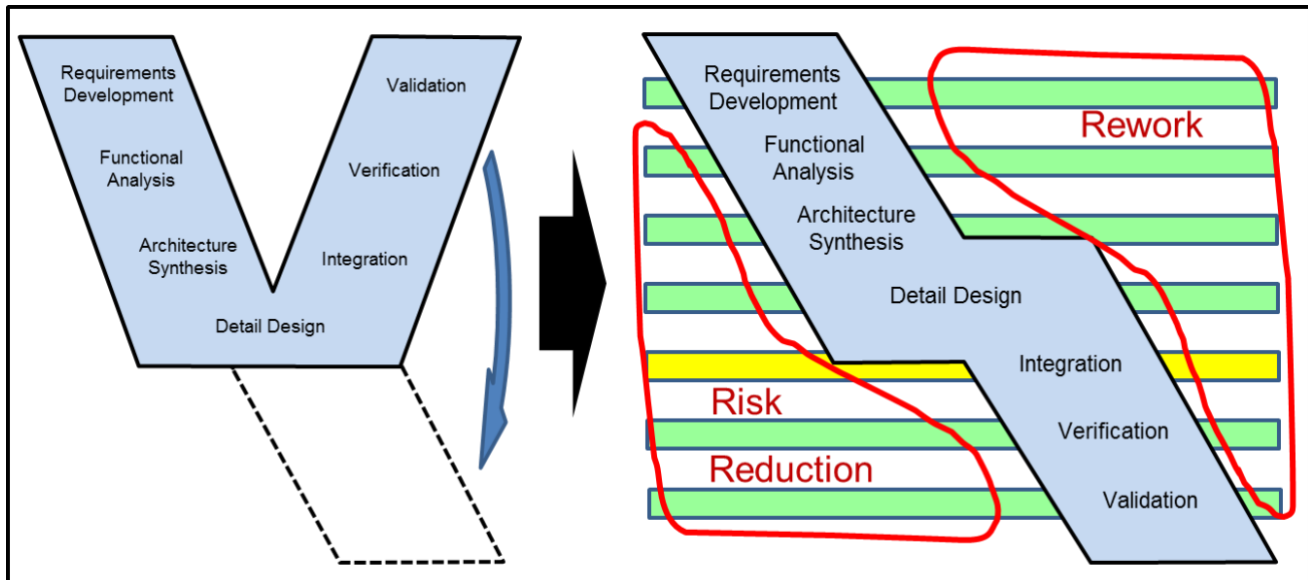 Requirements
Development
Functional
Analysis
Architecture
Synthesis
Detail Design
Integration
Verification
Validation
Requirements
Development
Functional
Analysis
Architecture
Synthesis
Detail Design
Integration
Verification
Validation
Rework
Risk
Reduction